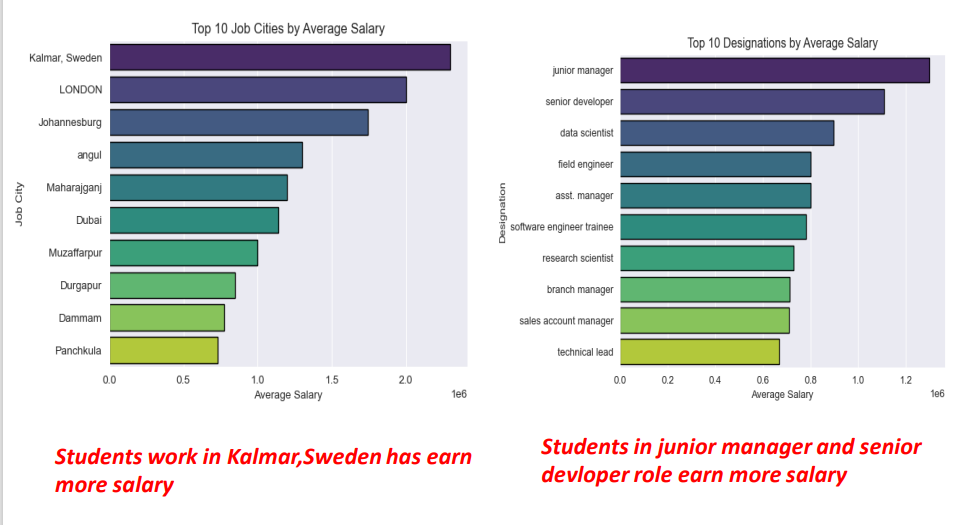 Top 10 Job Cities by Average Salary
Kalmar, Sweden
LONDON
Johannesburg
angul
Maharajganj
Dubai
Muzaffarpur
Durgapur
Dammam
Panchkula
Job City
0.0 0.5 1.0 1.5 2.0
Average Salary 1e6
Top 10 Designations by Average Salary
junior manager
senior developer
data scientist
field engineer
asst. manager
software engineer trainee
research scientist
branch manager
sales account manager
technical lead
Designation
0.0 0.2 0.4 0.6 0.8 1.0 1.2
Average Salary 1e6
Students work in Kalmar,Sweden has earn
more salary
Students in junior manager and senior
devloper role earn more salary